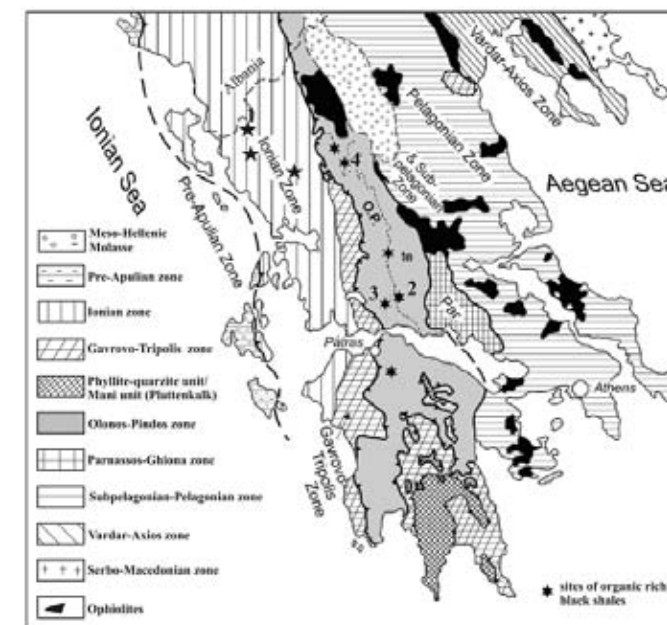 Albania
Vardar-Axios Zone
Pelagonian Zone
& Sub-
pelagonian
Zone
Ionian Sea
Ionian Zone
Pre-Apulian Zone
Aegean Sea
4
O.P.
3
2
Par
Patras
Athens
Gavrovo
Tripolis
Zone
Meso-Hellenic
Molasse
Pre-Apulian zone
Ionian zone
Gavrovo-Tripolis zone
Phyllite-quarzite unit/
Mani unit (Plattenkalk)
Olonos-Pindos zone
Parnassos-Ghiona zone
Subpelagonian-Pelagonian zone
Vardar-Axios zone
Serbo-Macedonian zone
Ophiolites
sites of organic rich
black shales